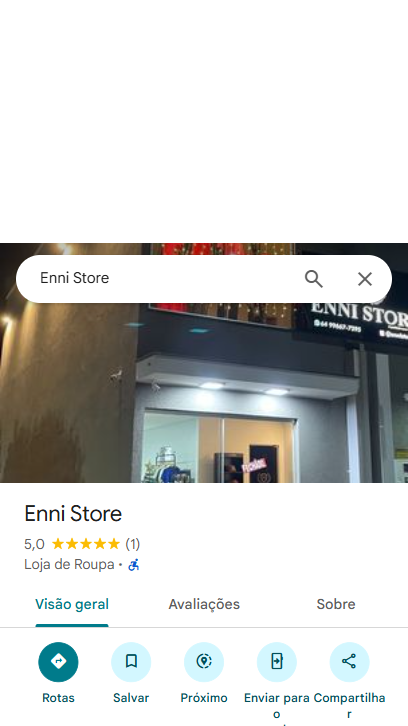 Enni Store
ENNI STOR
64 99667-7395
Enni Store
5,0 (1)
Loja de Roupa ·
Visão geral
Avaliações
Sobre
Rotas
Salvar
Próximo
Enviar para
o
Compartilha
r